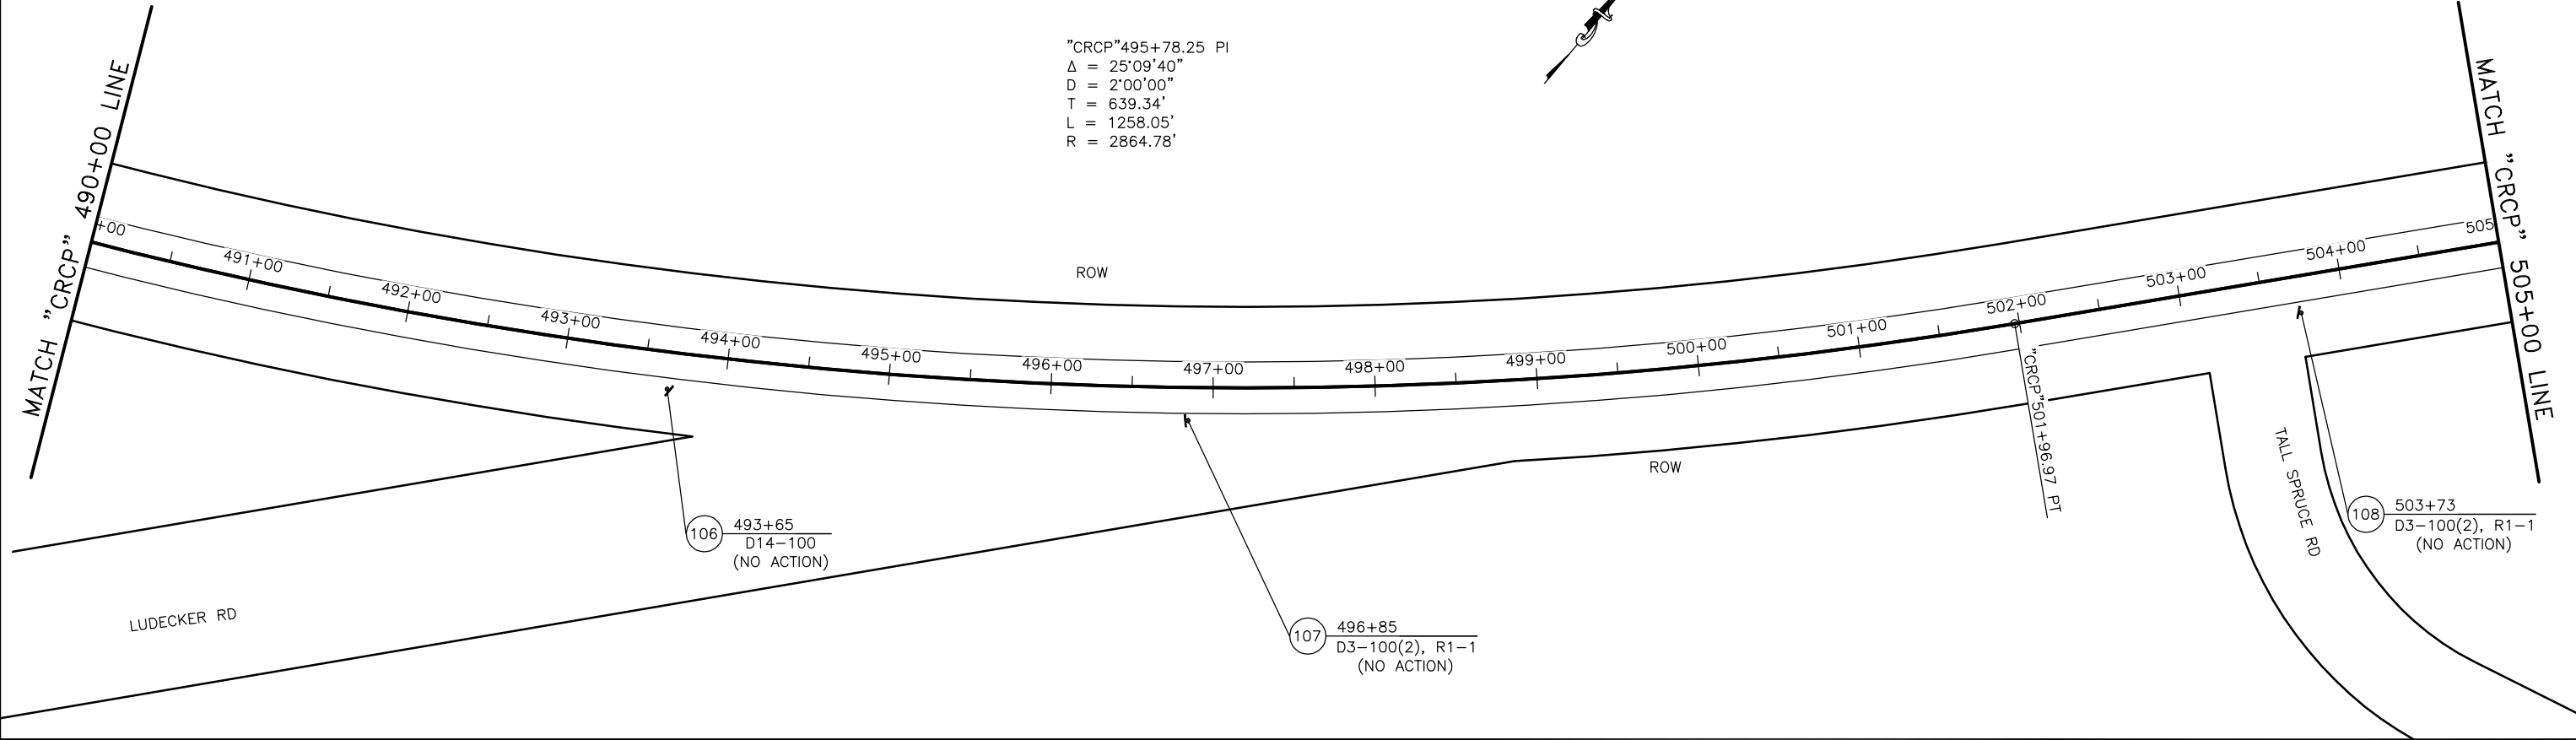 "CRCP"495+78.25 PI
Δ = 25°09'40"
D = 2°00'00"
T = 639.34'
L = 1258.05'
R = 2864.78'
MATCH "CRCP" 490+00 LINE
MATCH "CRCP" 505+00 LINE
+00
491+00
492+00
493+00
494+00
495+00
496+00
497+00
498+00
499+00
500+00
501+00
502+00
503+00
504+00
505
ROW
ROW
"CRCP"501+96.97 PT
TALL SPRUCE RD
LUDECKER RD
106
493+65
D14-100
(NO ACTION)
107
496+85
D3-100(2), R1-1
(NO ACTION)
108
503+73
D3-100(2), R1-1
(NO ACTION)